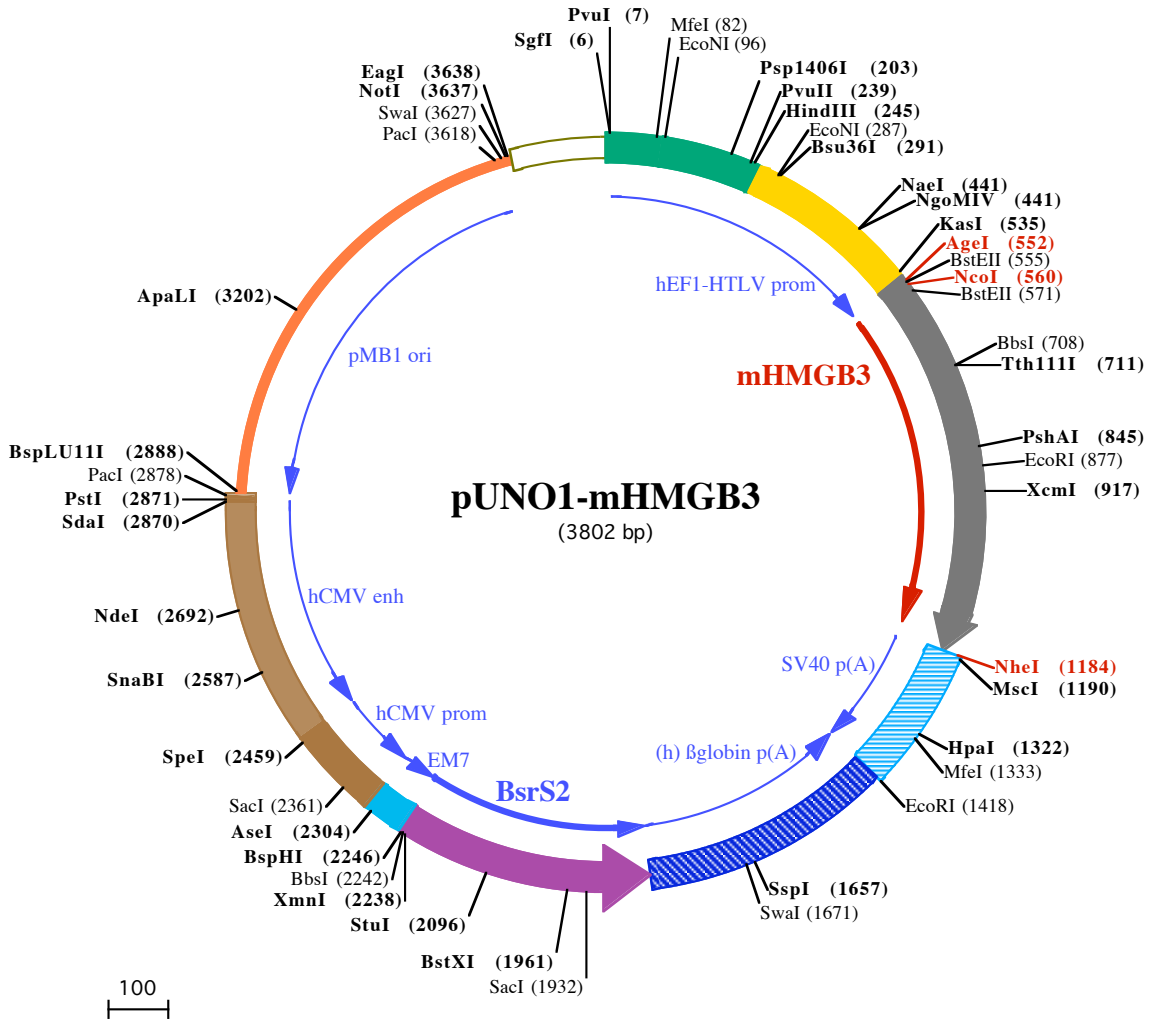 PvuI (7)
SgfI (6)
MfeI (82)
EcoNI (96)
Psp1406I (203)
PvuII (239)
HindIII (245)
EcoNI (287)
Bsu36I (291)
NaeI (441)
NgoMIV (441)
KasI (535)
AgeI (552)
BstEII (555)
NcoI (560)
BstEII (571)
BbsI (708)
Tth111I (711)
PshAI (845)
EcoRI (877)
XcmI (917)
NheI (1184)
MscI (1190)
HpaI (1322)
MfeI (1333)
EcoRI (1418)
SspI (1657)
SwaI (1671)
SacI (1932)
BstXI (1961)
StuI (2096)
XmnI (2238)
BbsI (2242)
BspHI (2246)
AseI (2304)
SacI (2361)
SpeI (2459)
SnaBI (2587)
NdeI (2692)
SdaI (2870)
PstI (2871)
PacI (2878)
BspLU11I (2888)
ApaLI (3202)
PacI (3618)
SwaI (3627)
NotI (3637)
EagI (3638)
hEF1-HTLV prom
mHMGB3
SV40 p(A)
(h) ßglobin p(A)
BsrS2
EM7
hCMV prom
hCMV enh
pMB1 ori
pUNO1-mHMGB3
(3802 bp)
100